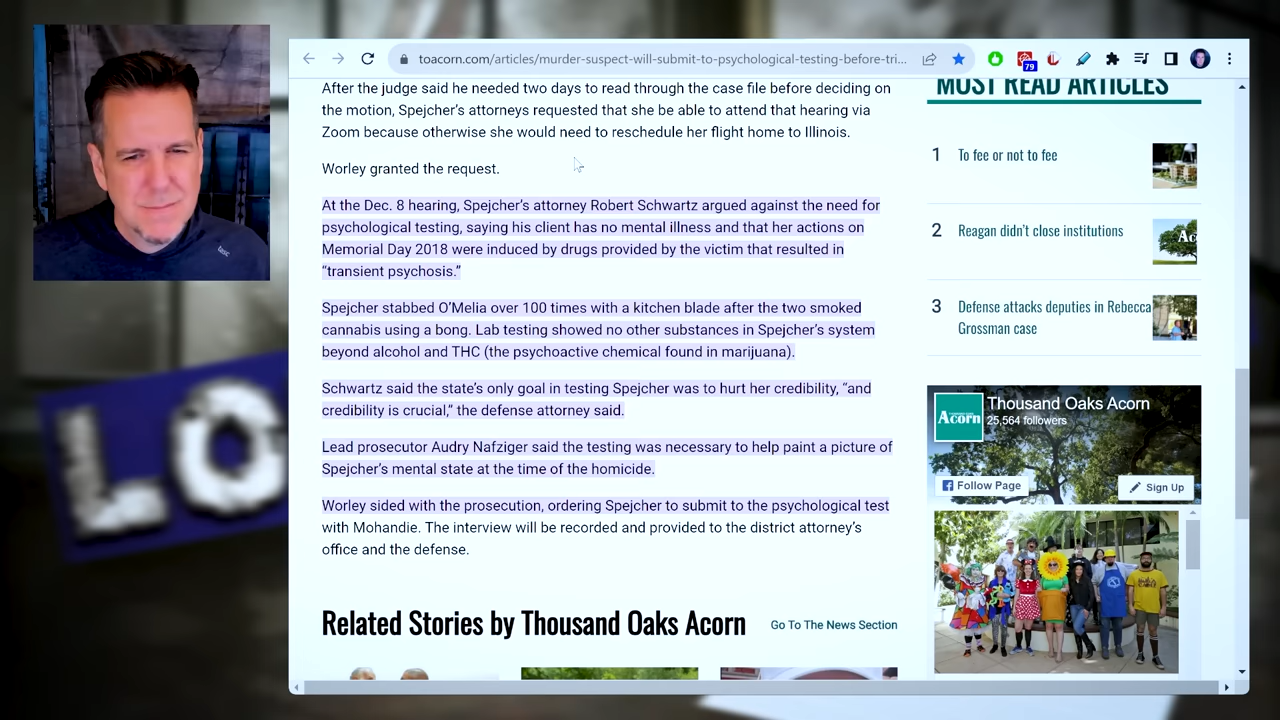 toacorn.com/articles/murder-suspect-will-submit-to-psychological-testing-before-tri...
79
After the judge said he needed two days to read through the case file before deciding on
the motion, Spejcher's attorneys requested that she be able to attend that hearing via
Zoom because otherwise she would need to reschedule her flight home to Illinois.
Worley granted the request.
At the Dec. 8 hearing, Spejcher's attorney Robert Schwartz argued against the need for
psychological testing, saying his client has no mental illness and that her actions on
Memorial Day 2018 were induced by drugs provided by the victim that resulted in
“transient psychosis.”
Spejcher stabbed O'Melia over 100 times with a kitchen blade after the two smoked
cannabis using a bong. Lab testing showed no other substances in Spejcher's system
beyond alcohol and THC (the psychoactive chemical found in marijuana).
Schwartz said the state's only goal in testing Spejcher was to hurt her credibility, “and
credibility is crucial,” the defense attorney said.
Lead prosecutor Audry Nafziger said the testing was necessary to help paint a picture of
Spejcher's mental state at the time of the homicide.
Worley sided with the prosecution, ordering Spejcher to submit to the psychological test
with Mohandie. The interview will be recorded and provided to the district attorney's
office and the defense.
Related Stories by Thousand Oaks Acorn
Go To The News Section
MOST READ ARTICLES
1 To fee or not to fee
2 Reagan didn't close institutions
Ac
3 Defense attacks deputies in Rebecca
Grossman case
Acorn
Thousand Oaks Acorn
25,564 followers
Follow Page
Sign Up
LO